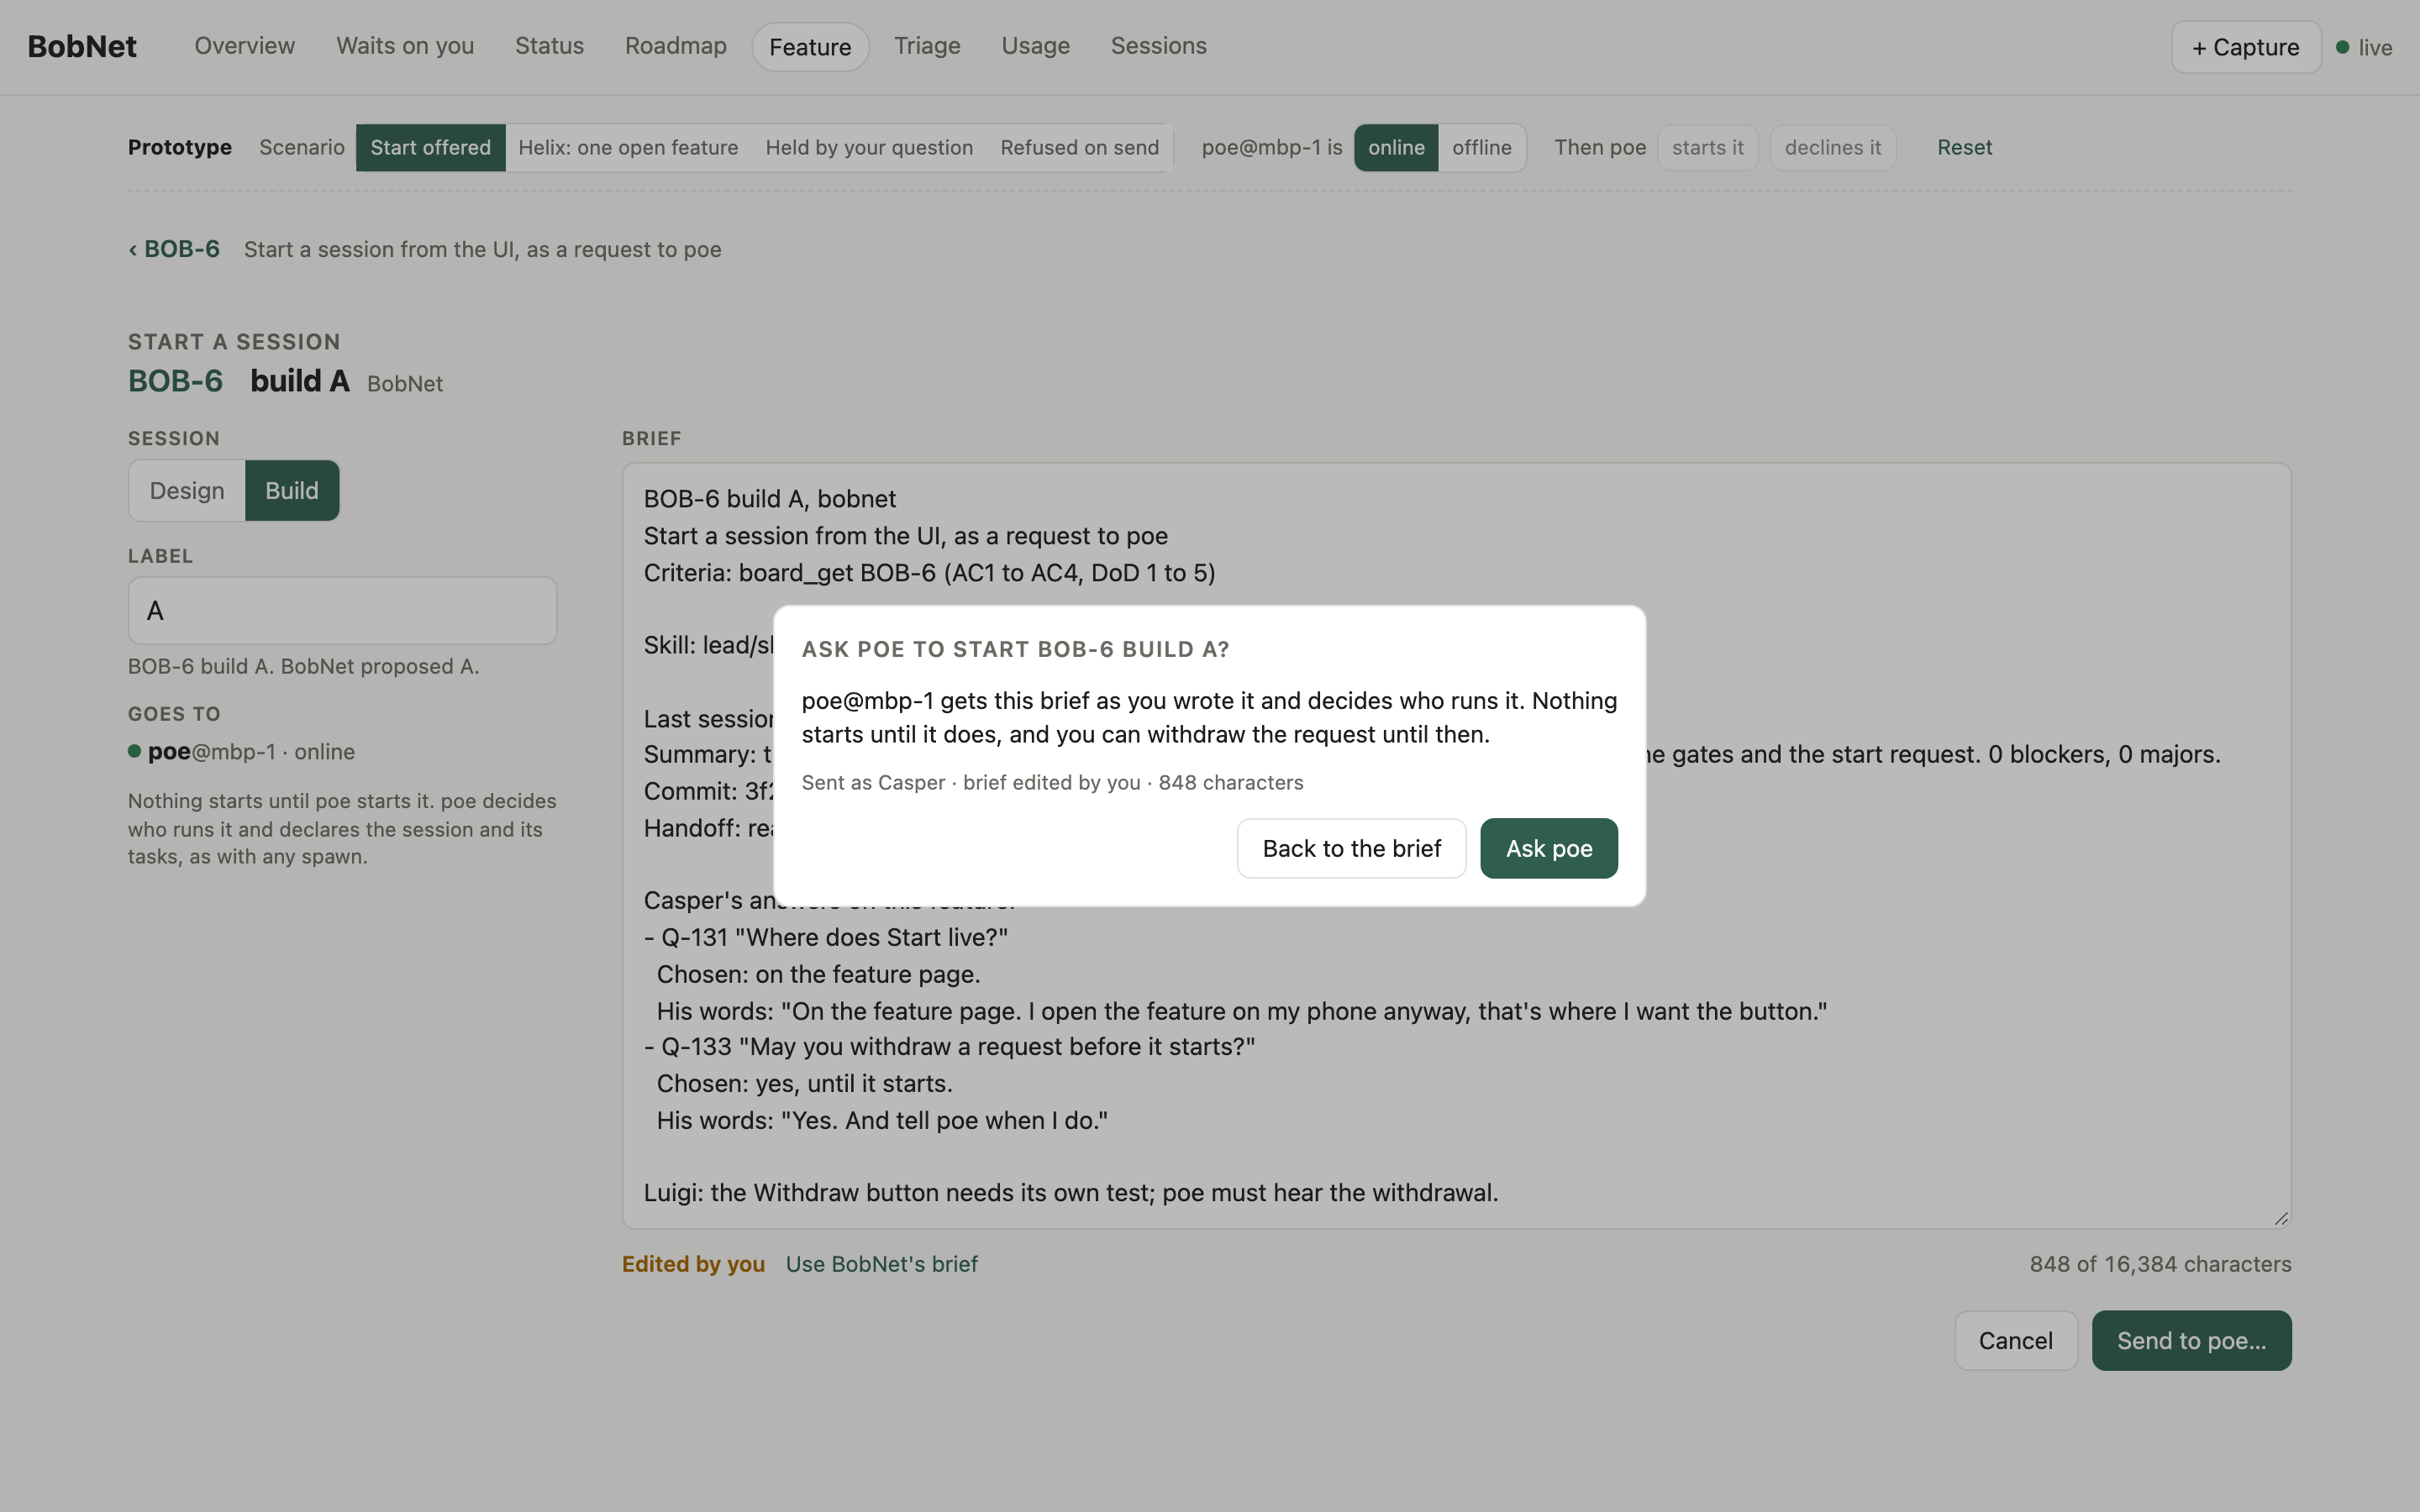 BobNet Overview Waits on you Status Roadmap Feature Triage Usage Sessions + Capture live
Prototype Scenario Start offered Helix: one open feature Held by your question Refused on send poe@mbp-1 is online offline Then poe starts it declines it Reset
‹ BOB-6 Start a session from the UI, as a request to poe
START A SESSION
BOB-6 build A BobNet
SESSION
Design Build
LABEL
A
BOB-6 build A. BobNet proposed A.
GOES TO
poe@mbp-1 · online
Nothing starts until poe starts it. poe decides
who runs it and declares the session and its
tasks, as with any spawn.
BRIEF
BOB-6 build A, bobnet
Start a session from the UI, as a request to poe
Criteria: board_get BOB-6 (AC1 to AC4, DoD 1 to 5)
Skill:
Last
Summary: gates and the start request. 0 blockers, 0 majors.
Commit:
Handoff:
Casper's
- Q-131 "Where does Start live?"
Chosen: on the feature page.
His words: "On the feature page. I open the feature on my phone anyway, that's where I want the button."
- Q-133 "May you withdraw a request before it starts?"
Chosen: yes, until it starts.
His words: "Yes. And tell poe when I do."
Luigi: the Withdraw button needs its own test; poe must hear the withdrawal.
Edited by you Use BobNet's brief 848 of 16,384 characters
Cancel Send to poe...
ASK POE TO START BOB-6 BUILD A?
poe@mbp-1 gets this brief as you wrote it and decides who runs it. Nothing
starts until it does, and you can withdraw the request until then.
Sent as Casper · brief edited by you · 848 characters
Back to the brief Ask poe